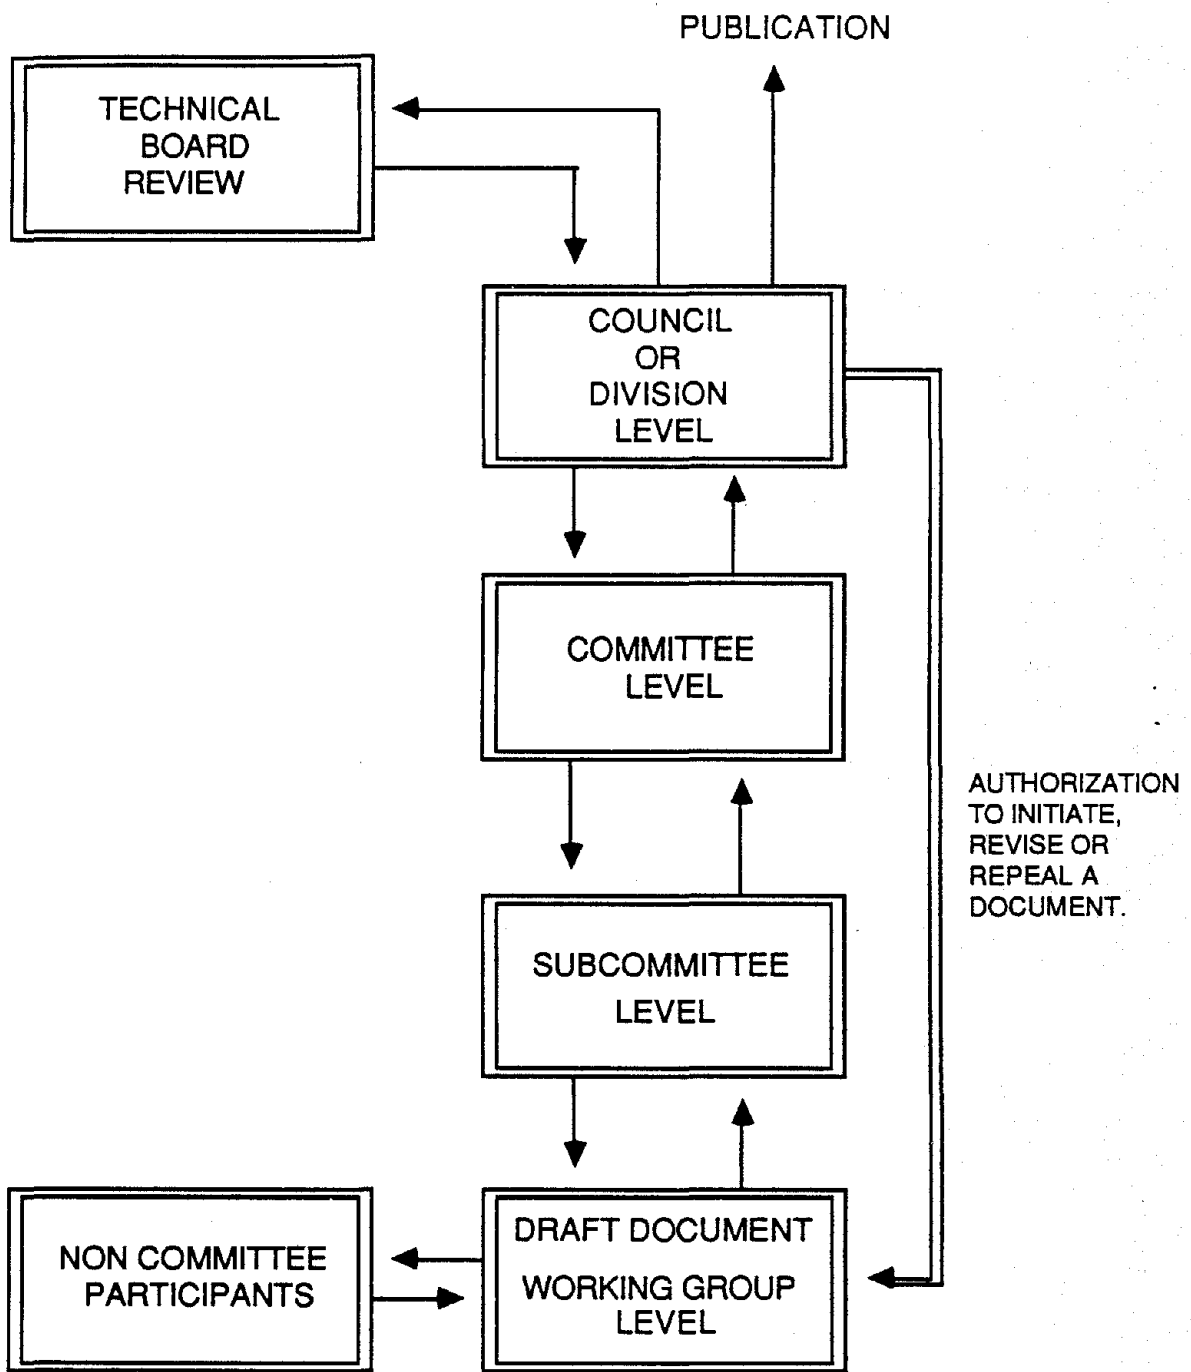 PUBLICATION
TECHNICAL
BOARD
REVIEW
COUNCIL
OR
DIVISION
LEVEL
COMMITTEE
LEVEL
AUTHORIZATION
TO INITIATE,
REVISE OR
REPEAL A
DOCUMENT.
SUBCOMMITTEE
LEVEL
NON COMMITTEE
PARTICIPANTS
DRAFT DOCUMENT
WORKING GROUP
LEVEL